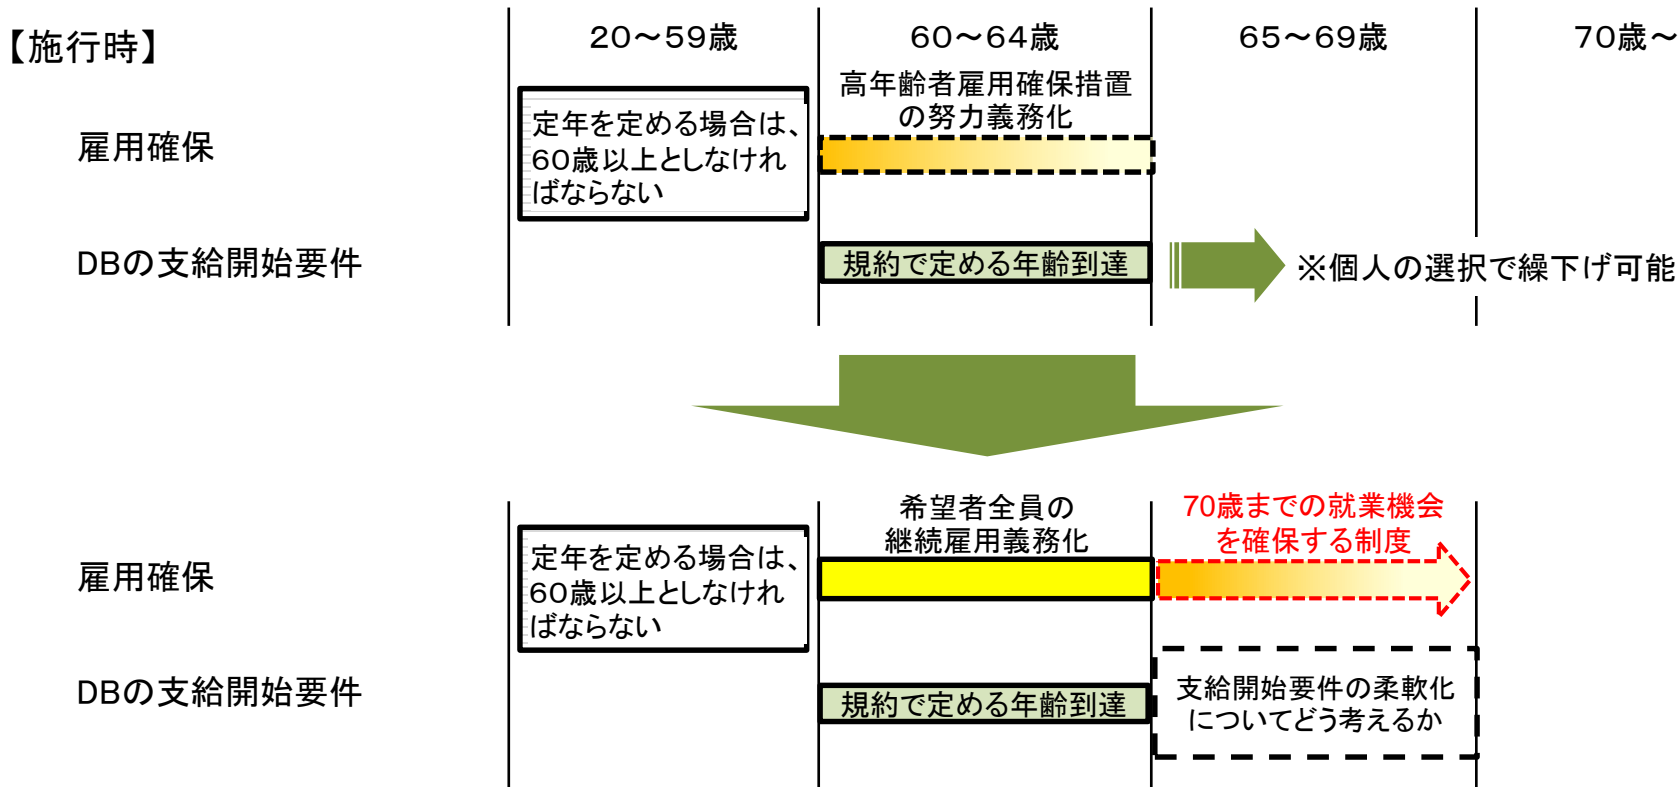 【施行時】
20～59歳
60～64歳
65～69歳
70歳～
高年齢者雇用確保措置
の努力義務化
雇用確保
定年を定める場合は、
60歳以上としなけれ
ばならない
DBの支給開始要件
規約で定める年齢到達
※個人の選択で繰下げ可能
希望者全員の
継続雇用義務化
70歳までの就業機会
を確保する制度
雇用確保
定年を定める場合は、
60歳以上としなけれ
ばならない
DBの支給開始要件
規約で定める年齢到達
支給開始要件の柔軟化
についてどう考えるか